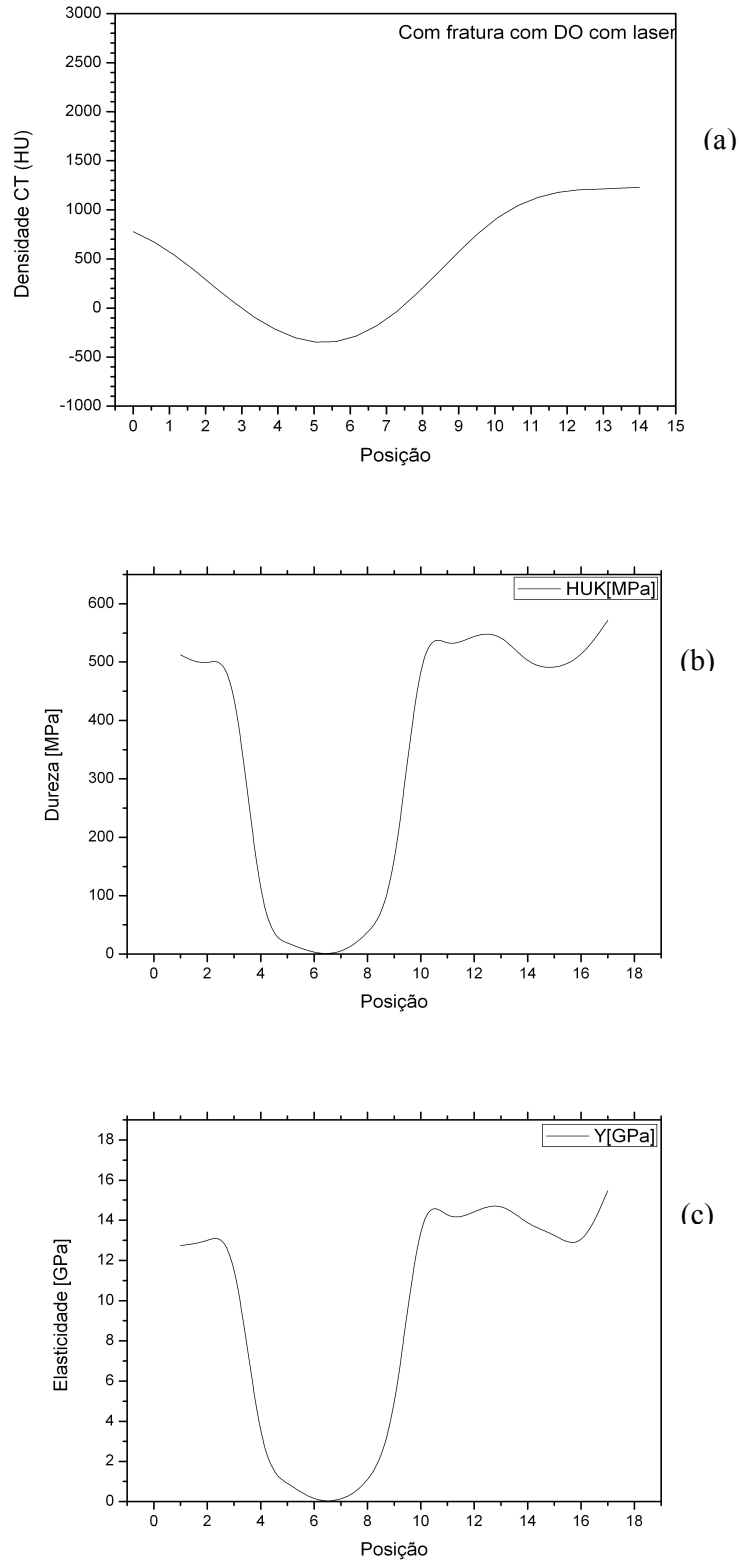 Com fratura com DO com laser
Densidade CT (HU)
3000
2500
2000
1500
1000
500
0
-500
-1000
0 1 2 3 4 5 6 7 8 9 10 11 12 13 14 15
Posição
(a)
HUK[MPa]
Dureza [MPa]
600
500
400
300
200
100
0
0 2 4 6 8 10 12 14 16 18
Posição
(b)
Y[GPa]
Elasticidade [GPa]
18
16
14
12
10
8
6
4
2
0
0 2 4 6 8 10 12 14 16 18
Posição
(c)